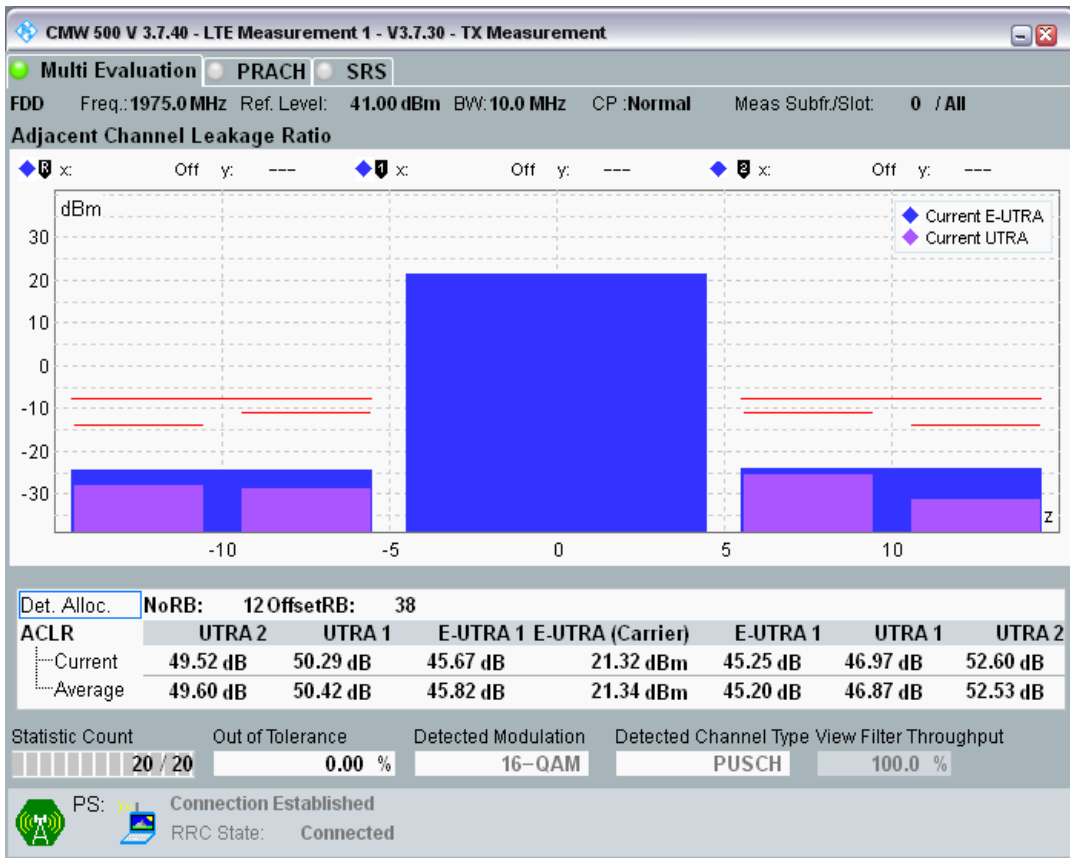 CMW 500 V 3.7.40 - LTE Measurement 1 - V3.7.30 - TX Measurement
Multi Evaluation PRACH SRS
FDD Freq.: 1975.0 MHz Ref. Level: 41.00 dBm BW: 10.0 MHz CP : Normal Meas Subfr./Slot: 0 / All
Adjacent Channel Leakage Ratio
R x: Off y: --- 1 x: Off y: --- 2 x: Off y: ---
dBm
Current E-UTRA
Current UTRA
30
20
10
0
-10
-20
-30
z
-10 -5 0 5 10
Det. Alloc. NoRB: 12 OffsetRB: 38
ACLR UTRA 2 UTRA 1 E-UTRA 1 E-UTRA (Carrier) E-UTRA 1 UTRA 1 UTRA 2
Current 49.52 dB 50.29 dB 45.67 dB 21.32 dBm 45.25 dB 46.97 dB 52.60 dB
Average 49.60 dB 50.42 dB 45.82 dB 21.34 dBm 45.20 dB 46.87 dB 52.53 dB
Statistic Count Out of Tolerance Detected Modulation Detected Channel Type View Filter Throughput
20 / 20 0.00 % 16-QAM PUSCH 100.0 %
PS: Connection Established
RRC State: Connected